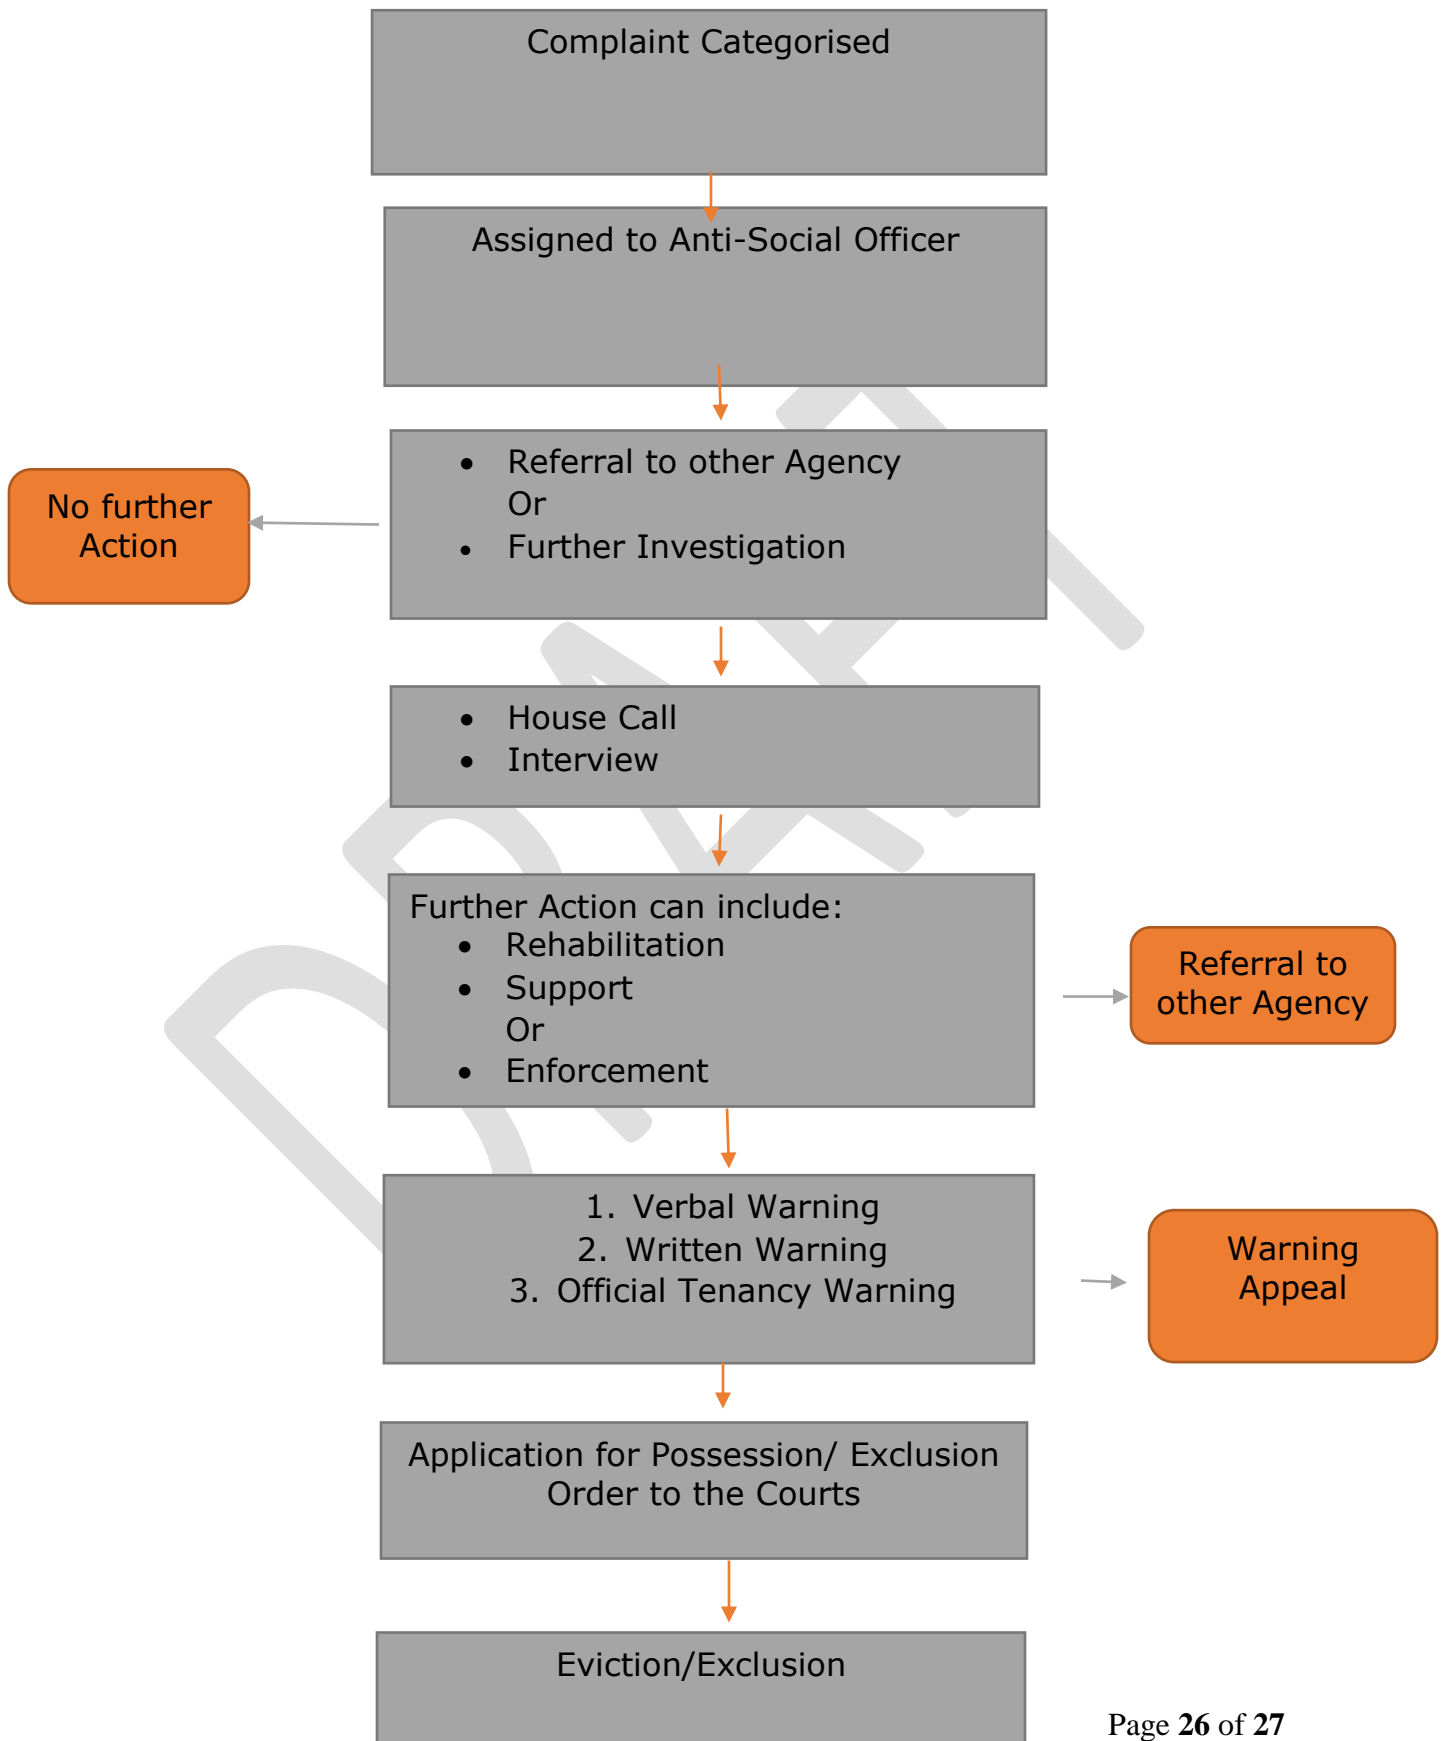 Complaint Categorised
Assigned to Anti-Social Officer
• Referral to other Agency
Or
• Further Investigation
No further
Action
• House Call
• Interview
Further Action can include:
• Rehabilitation
• Support
Or
• Enforcement
Referral to
other Agency
1. Verbal Warning
2. Written Warning
3. Official Tenancy Warning
Warning
Appeal
Application for Possession/ Exclusion
Order to the Courts
Eviction/Exclusion
Page 26 of 27
DRAFT